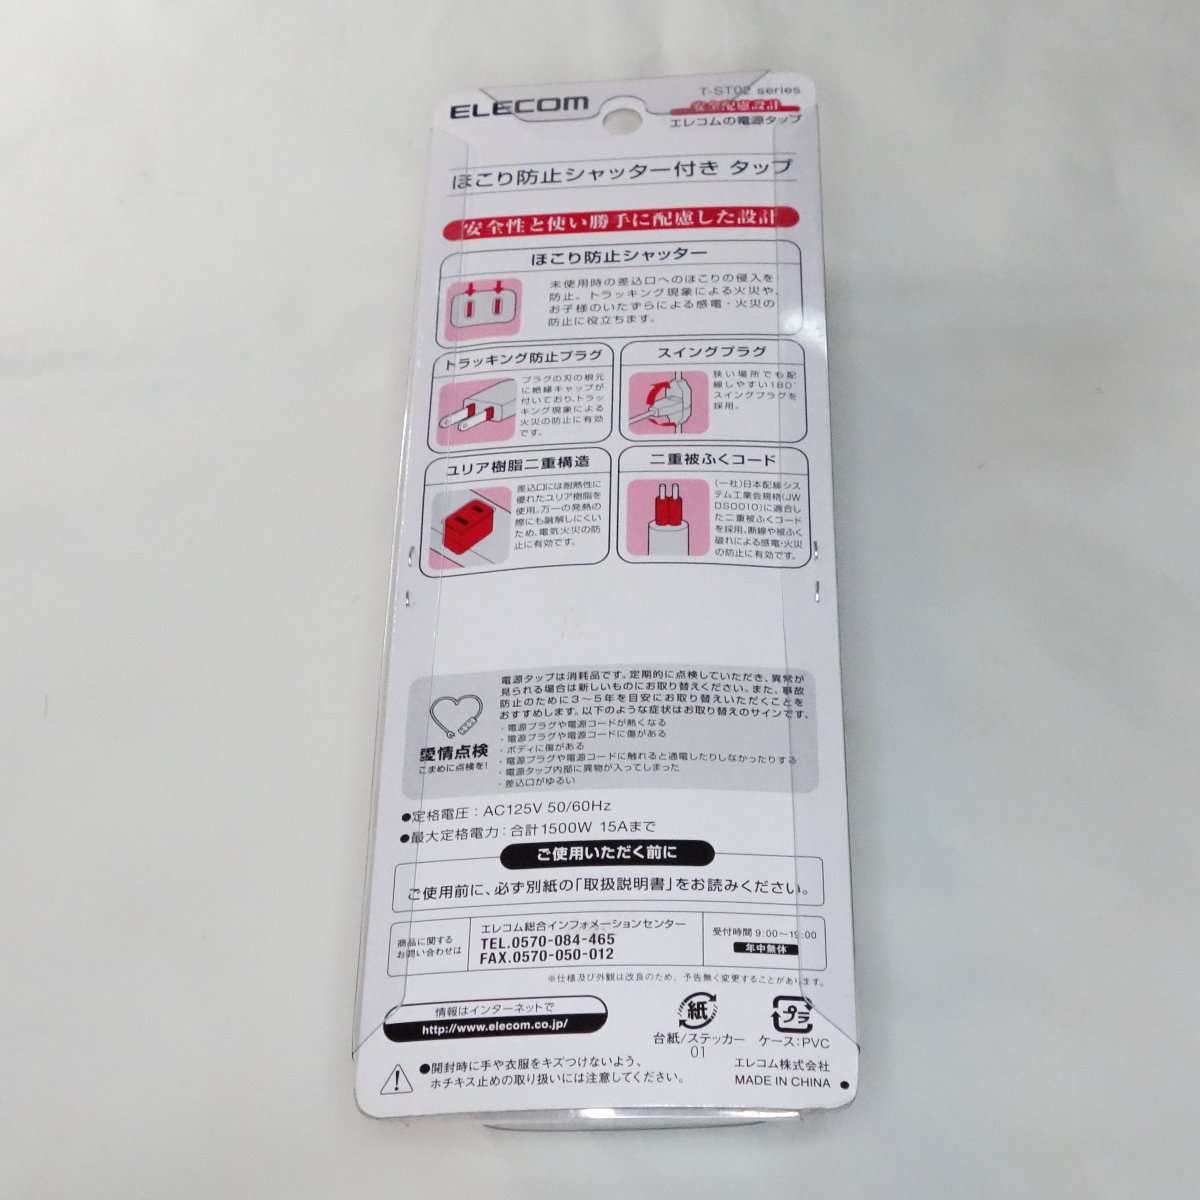 ELECOM
T-ST02 series
安全配慮設計
エレコムの電源タップ
ほこり防止シャッター付き タップ
安全性と使い勝手に配慮した設計
ほこり防止シャッター
未使用時の差込口へのほこりの侵入を
防止。トラッキング現象による火災や、
お子様のいたずらによる感電・火災の
防止に役立ちます。
トラッキング防止プラグ
プラグの刃の根元
に絶縁キャップが
付いており、トラッ
キング現象による
火災の防止に有効
です。
スイングプラグ
狭い場所でも配
線しやすい180°
スイングプラグを
採用。
ユリア樹脂二重構造
差込口には耐熱性に
優れたユリア樹脂を
使用。万一の発熱の
際にも融解しにくい
ため、電気火災の防
止に有効です。
二重被ふくコード
(一社)日本配線シス
テム工業会規格(JW
DS0010)に適合し
た二重被ふくコード
を採用。断線や被ふく
破れによる感電・火災
の防止に有効です。
愛情点検
こまめに点検を!
電源タップは消耗品です。定期的に点検していただき、異常が
見られる場合は新しいものにお取り替えください。また、事故
防止のために3〜5年を目安にお取り替えいただくことを
おすすめします。以下のような症状はお取り替えのサインです。
・電源プラグや電源コードが熱くなる
・電源プラグや電源コードに傷がある
・ボディに傷がある
・電源プラグや電源コードに触れると通電したりしなかったりする
・電源タップ内部に異物が入ってしまった
・差込口がゆるい
●定格電圧:AC125V 50/60Hz
●最大定格電力:合計1500W 15Aまで
ご使用いただく前に
ご使用前に、必ず別紙の「取扱説明書」をお読みください。
商品に関する
お問い合わせは
エレコム総合インフォメーションセンター
TEL.0570-084-465
FAX.0570-050-012
受付時間 9:00〜19:00
年中無休
※仕様及び外観は改良のため、予告無く変更することがあります。
情報はインターネットで
http://www.elecom.co.jp/
紙
台紙/ステッカー
01
プラ
ケース:PVC
●開封時に手や衣服をキズつけないよう、
ホチキス止めの取り扱いには注意してください。
エレコム株式会社
MADE IN CHINA